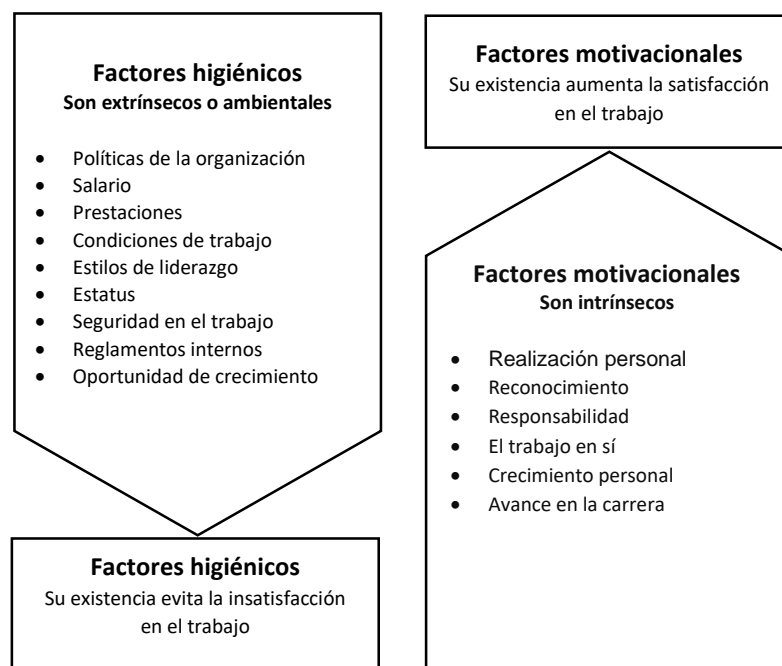 Factores higiénicos
Son extrínsecos o ambientales
• Políticas de la organización
• Salario
• Prestaciones
• Condiciones de trabajo
• Estilos de liderazgo
• Estatus
• Seguridad en el trabajo
• Reglamentos internos
• Oportunidad de crecimiento
Factores higiénicos
Su existencia evita la insatisfacción
en el trabajo
Factores motivacionales
Su existencia aumenta la satisfacción
en el trabajo
Factores motivacionales
Son intrínsecos
• Realización personal
• Reconocimiento
• Responsabilidad
• El trabajo en sí
• Crecimiento personal
• Avance en la carrera